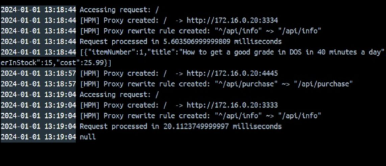 2024-01-01 13:18:44 Accessing request: /
2024-01-01 13:18:44 [HPM] Proxy created: / -> http://172.16.0.20:3334
2024-01-01 13:18:44 [HPM] Proxy rewrite rule created: "^/api/info" ~> "/api/info"
2024-01-01 13:18:44 Request processed in 5.603506999999809 milliseconds
2024-01-01 13:18:44 [{"itemNumber":1,"title":"How to get a good grade in DOS in 40 minutes a day"
erInStock":15,"cost":25.99}]
2024-01-01 13:18:57 [HPM] Proxy created: / -> http://172.16.0.20:4445
2024-01-01 13:18:57 [HPM] Proxy rewrite rule created: "^/api/purchase" ~> "/api/purchase"
2024-01-01 13:19:04 Accessing request: /
2024-01-01 13:19:04 [HPM] Proxy created: / -> http://172.16.0.20:3333
2024-01-01 13:19:04 [HPM] Proxy rewrite rule created: "^/api/info" ~> "/api/info"
2024-01-01 13:19:04 Request processed in 20.1123749999997 milliseconds
2024-01-01 13:19:04 null